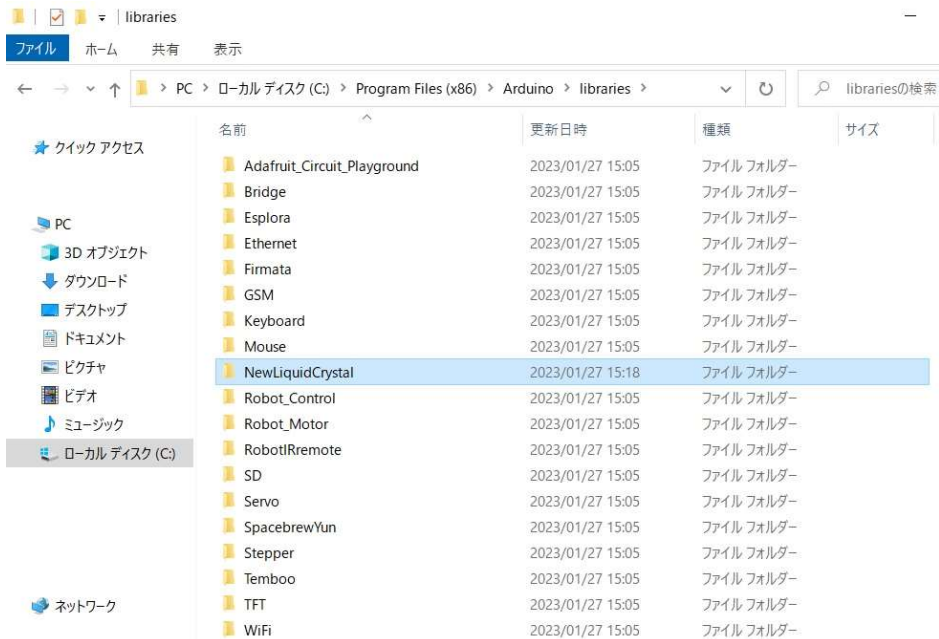 libraries
ファイル ホーム 共有 表示
PC ローカル ディスク (C:) Program Files (x86) Arduino libraries librariesの検索
名前 更新日時 種類 サイズ
クイック アクセス
PC
3D オブジェクト
ダウンロード
デスクトップ
ドキュメント
ピクチャ
ビデオ
ミュージック
ローカル ディスク (C:)
ネットワーク
Adafruit_Circuit_Playground 2023/01/27 15:05 ファイル フォルダー
Bridge 2023/01/27 15:05 ファイル フォルダー
Esplora 2023/01/27 15:05 ファイル フォルダー
Ethernet 2023/01/27 15:05 ファイル フォルダー
Firmata 2023/01/27 15:05 ファイル フォルダー
GSM 2023/01/27 15:05 ファイル フォルダー
Keyboard 2023/01/27 15:05 ファイル フォルダー
Mouse 2023/01/27 15:05 ファイル フォルダー
NewLiquidCrystal 2023/01/27 15:18 ファイル フォルダー
Robot_Control 2023/01/27 15:05 ファイル フォルダー
Robot_Motor 2023/01/27 15:05 ファイル フォルダー
RobotIRremote 2023/01/27 15:05 ファイル フォルダー
SD 2023/01/27 15:05 ファイル フォルダー
Servo 2023/01/27 15:05 ファイル フォルダー
SpacebrewYun 2023/01/27 15:05 ファイル フォルダー
Stepper 2023/01/27 15:05 ファイル フォルダー
Temboo 2023/01/27 15:05 ファイル フォルダー
TFT 2023/01/27 15:05 ファイル フォルダー
WiFi 2023/01/27 15:05 ファイル フォルダー